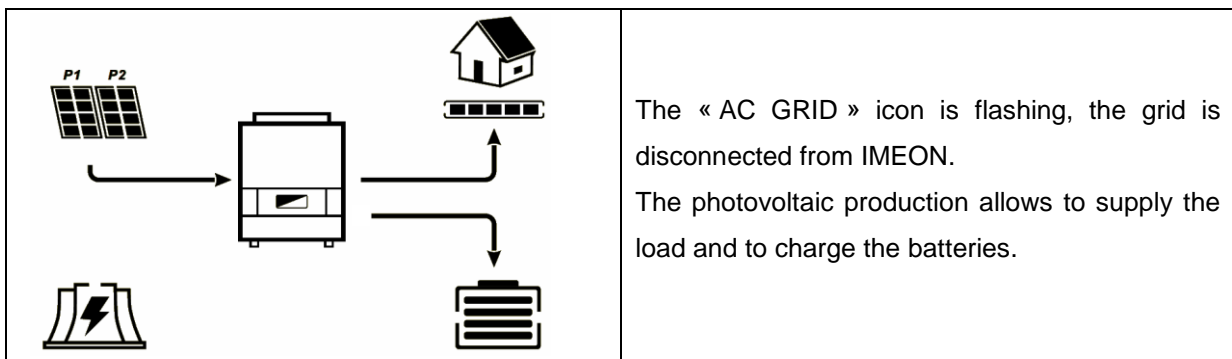 P1 P2
The « AC GRID » icon is flashing, the grid is
disconnected from IMEON.
The photovoltaic production allows to supply the
load and to charge the batteries.